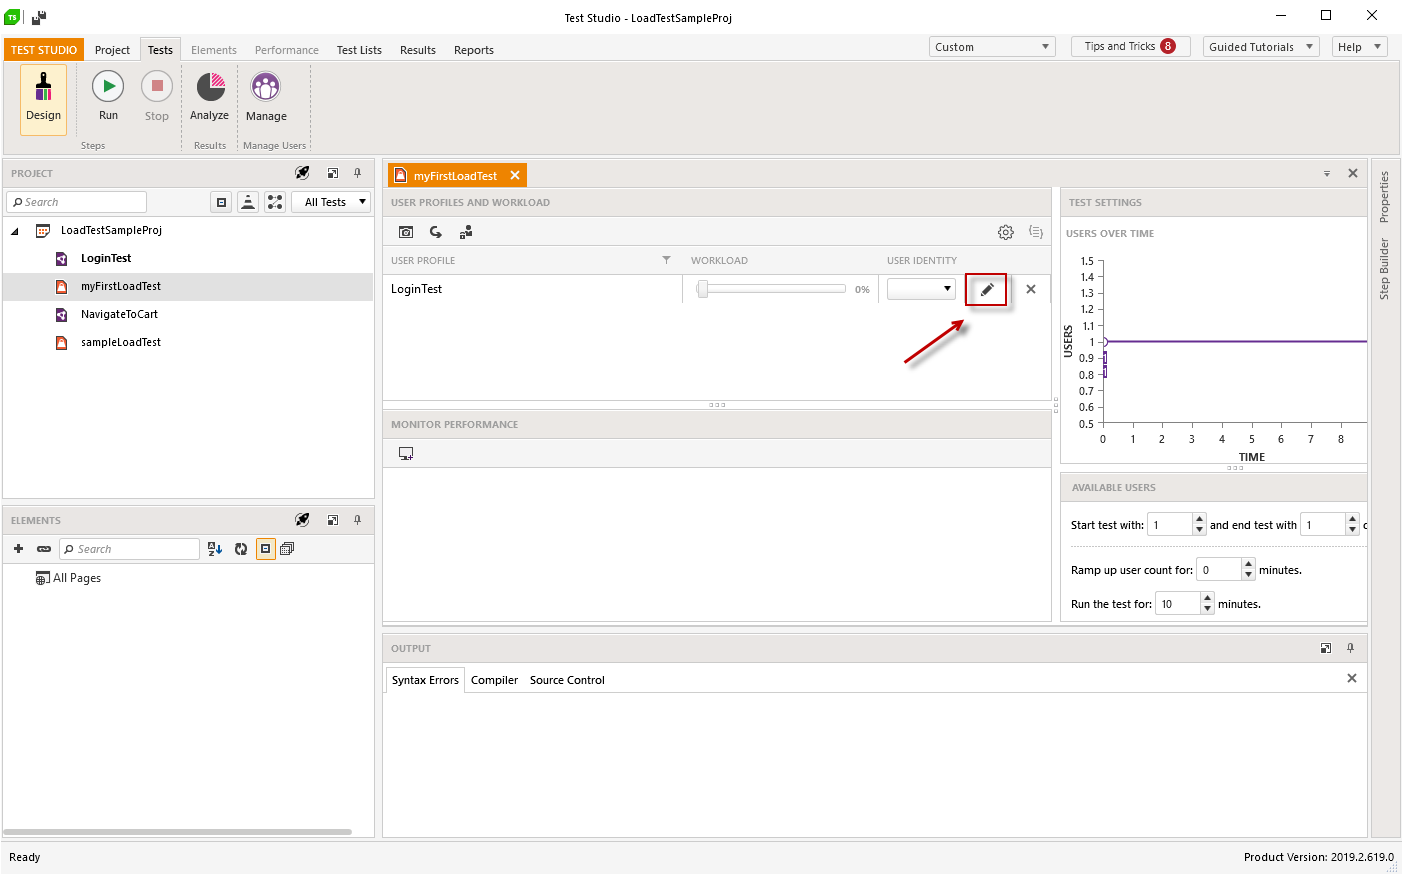 TS
Test Studio - LoadTestSampleProj
TEST STUDIO Project Tests Elements Performance Test Lists Results Reports
Custom Tips and Tricks 8 Guided Tutorials Help
Design Run Stop Analyze Manage
Steps Results Manage Users
PROJECT
Search All Tests
LoadTestSampleProj
LoginTest
myFirstLoadTest
NavigateToCart
sampleLoadTest
ELEMENTS
Search
All Pages
myFirstLoadTest
USER PROFILES AND WORKLOAD
USER PROFILE WORKLOAD USER IDENTITY
LoginTest 0%
MONITOR PERFORMANCE
TEST SETTINGS
USERS OVER TIME
1.5
1.4
1.3
1.2
1.1
1
0.9
0.8
0.7
0.6
0.5
USERS
0 1 2 3 4 5 6 7 8
TIME
AVAILABLE USERS
Start test with: 1 and end test with 1
Ramp up user count for: 0 minutes.
Run the test for: 10 minutes.
Properties
Step Builder
OUTPUT
Syntax Errors Compiler Source Control
Ready
Product Version: 2019.2.619.0